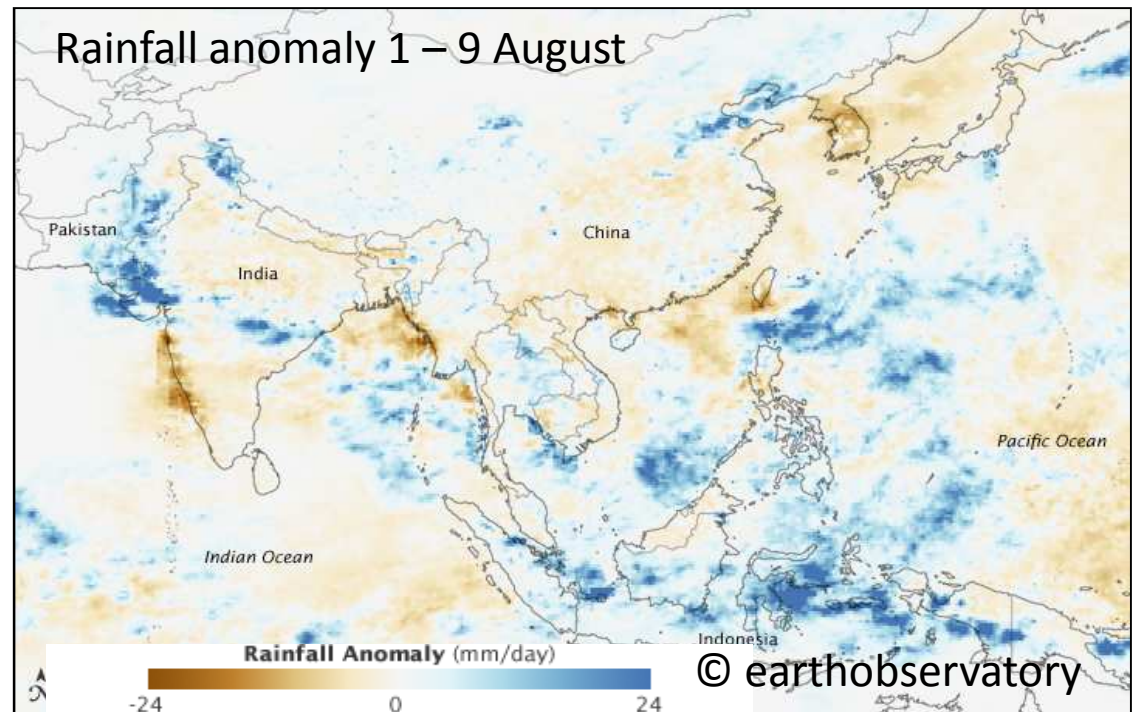 Rainfall anomaly 1 – 9 August
Pakistan
China
India
Pacific Ocean
Indian Ocean
Indonesia
Rainfall Anomaly (mm/day)
-24 0 24
© earthobservatory
N